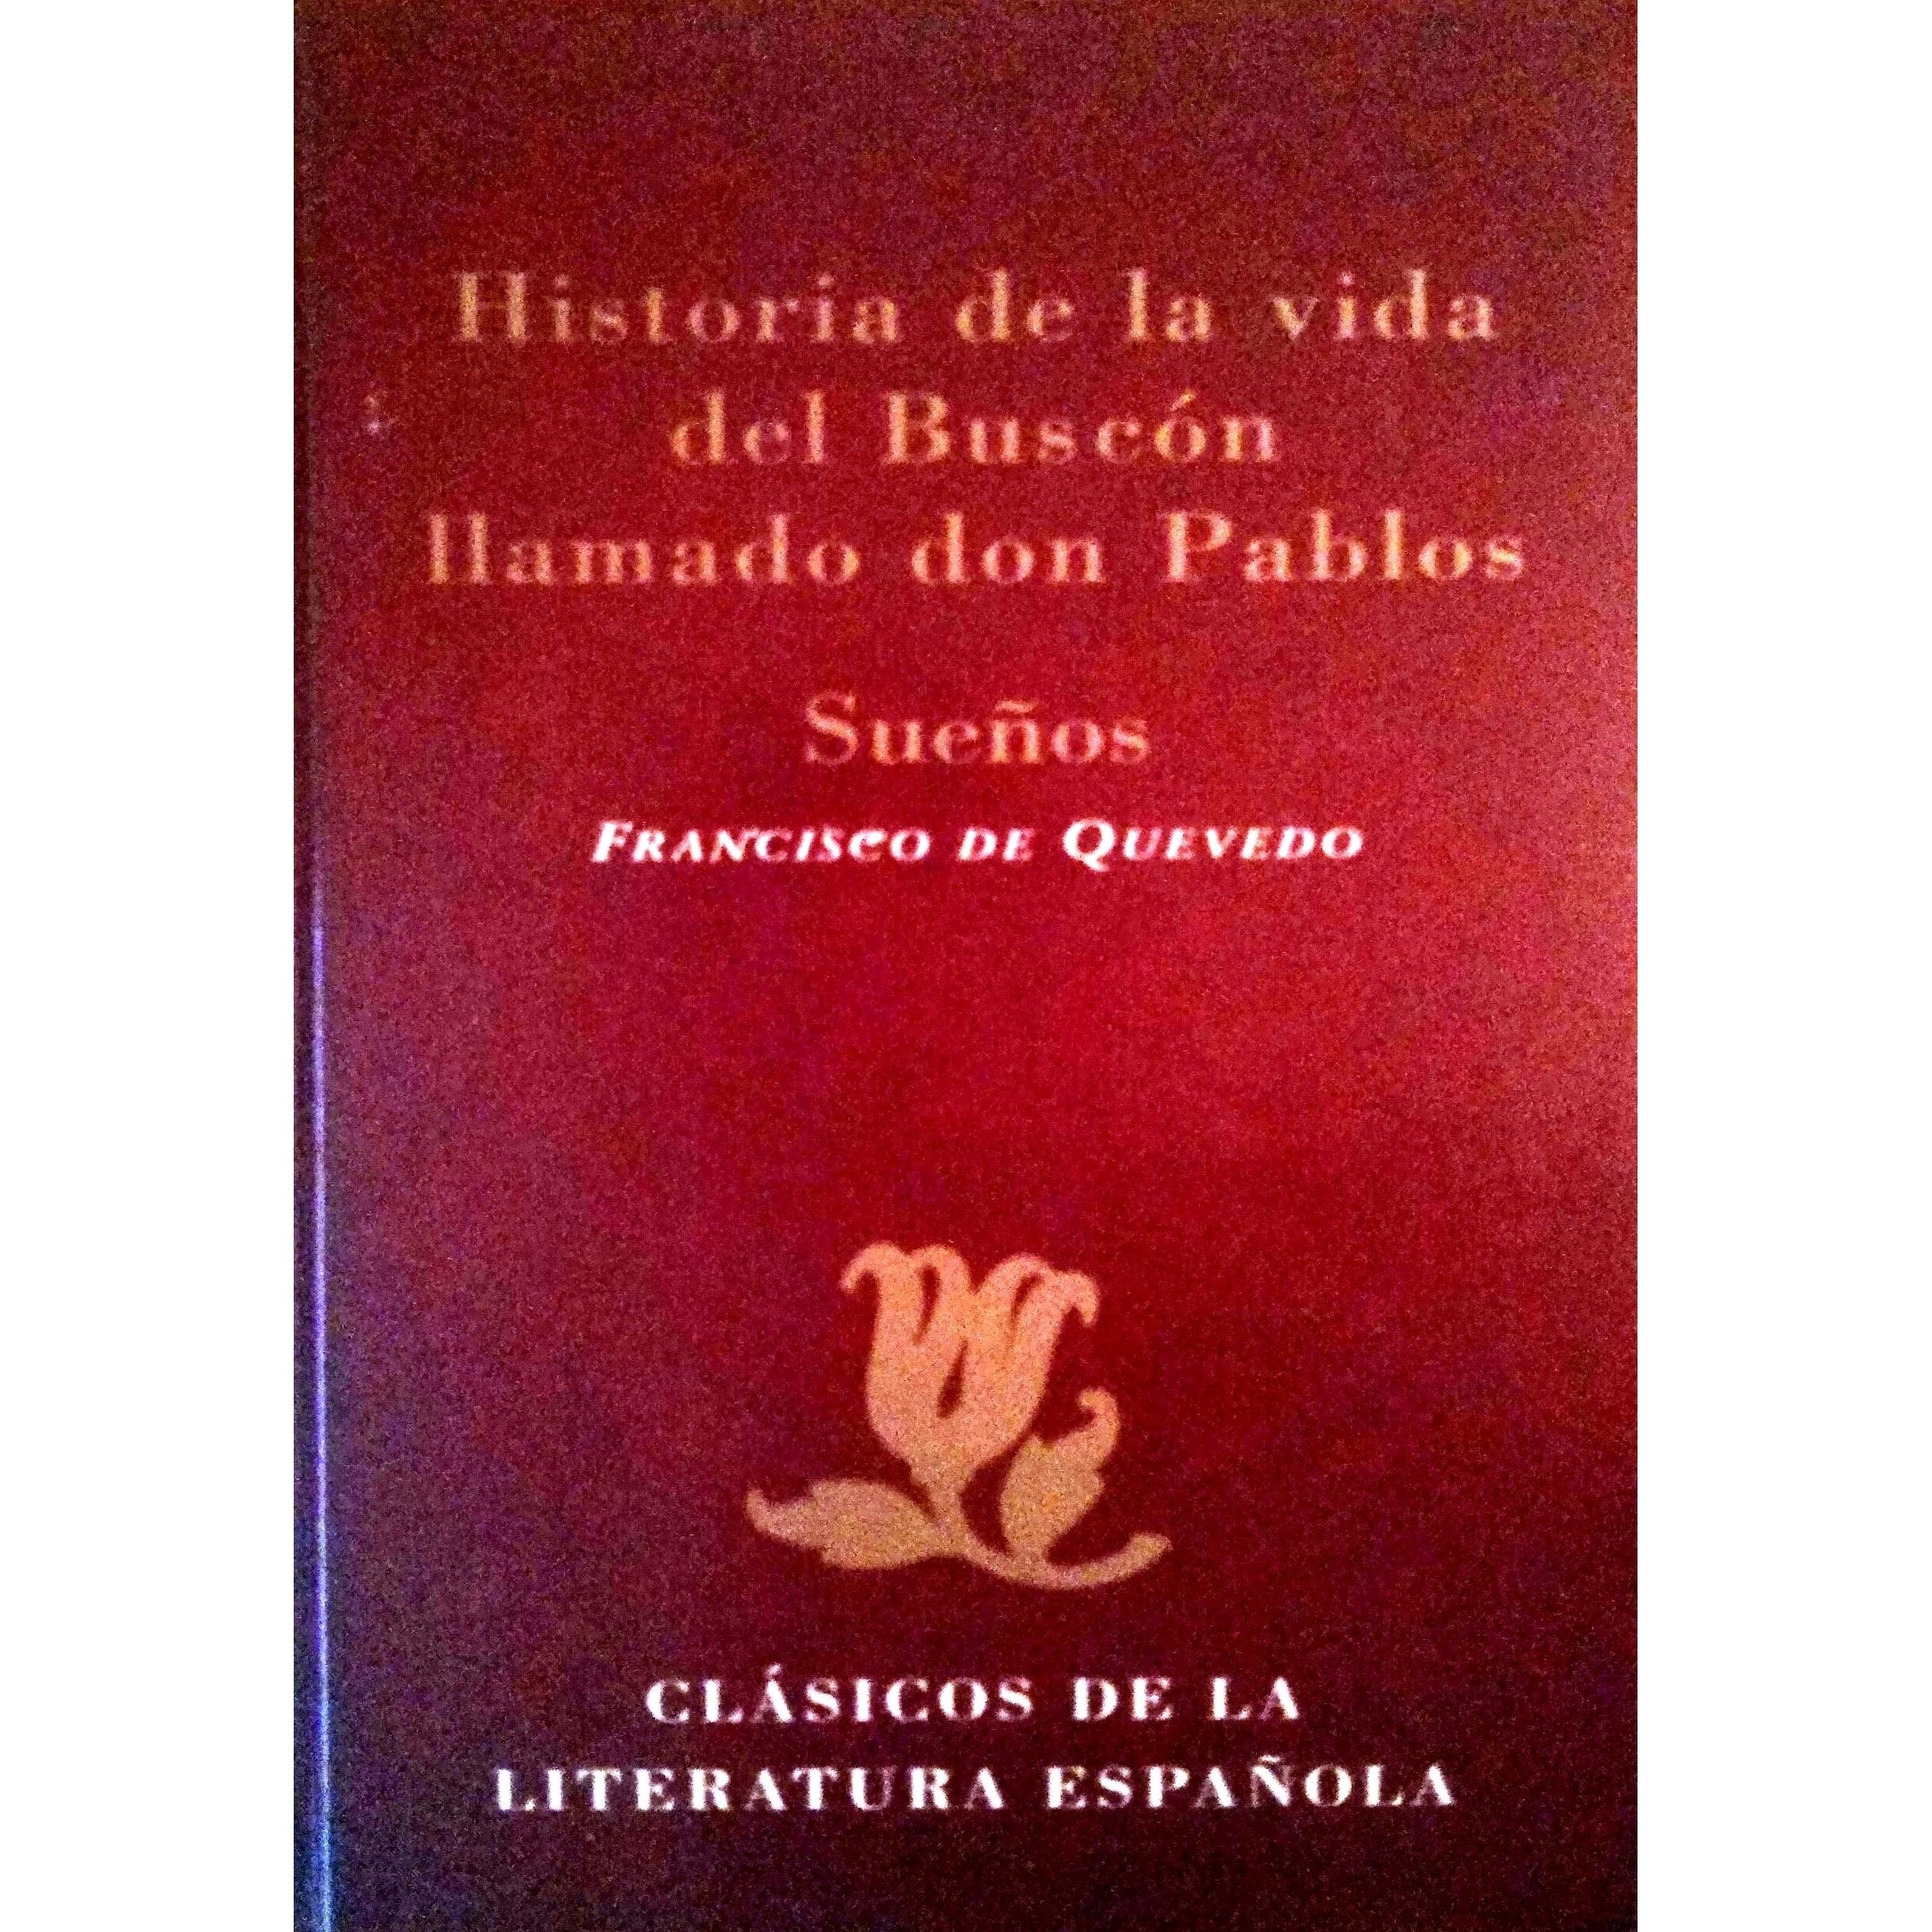 Historia de la vida
del Buscón
llamado don Pablos
Sueños
FRANCISCO DE QUEVEDO
CLÁSICOS DE LA
LITERATURA ESPAÑOLA